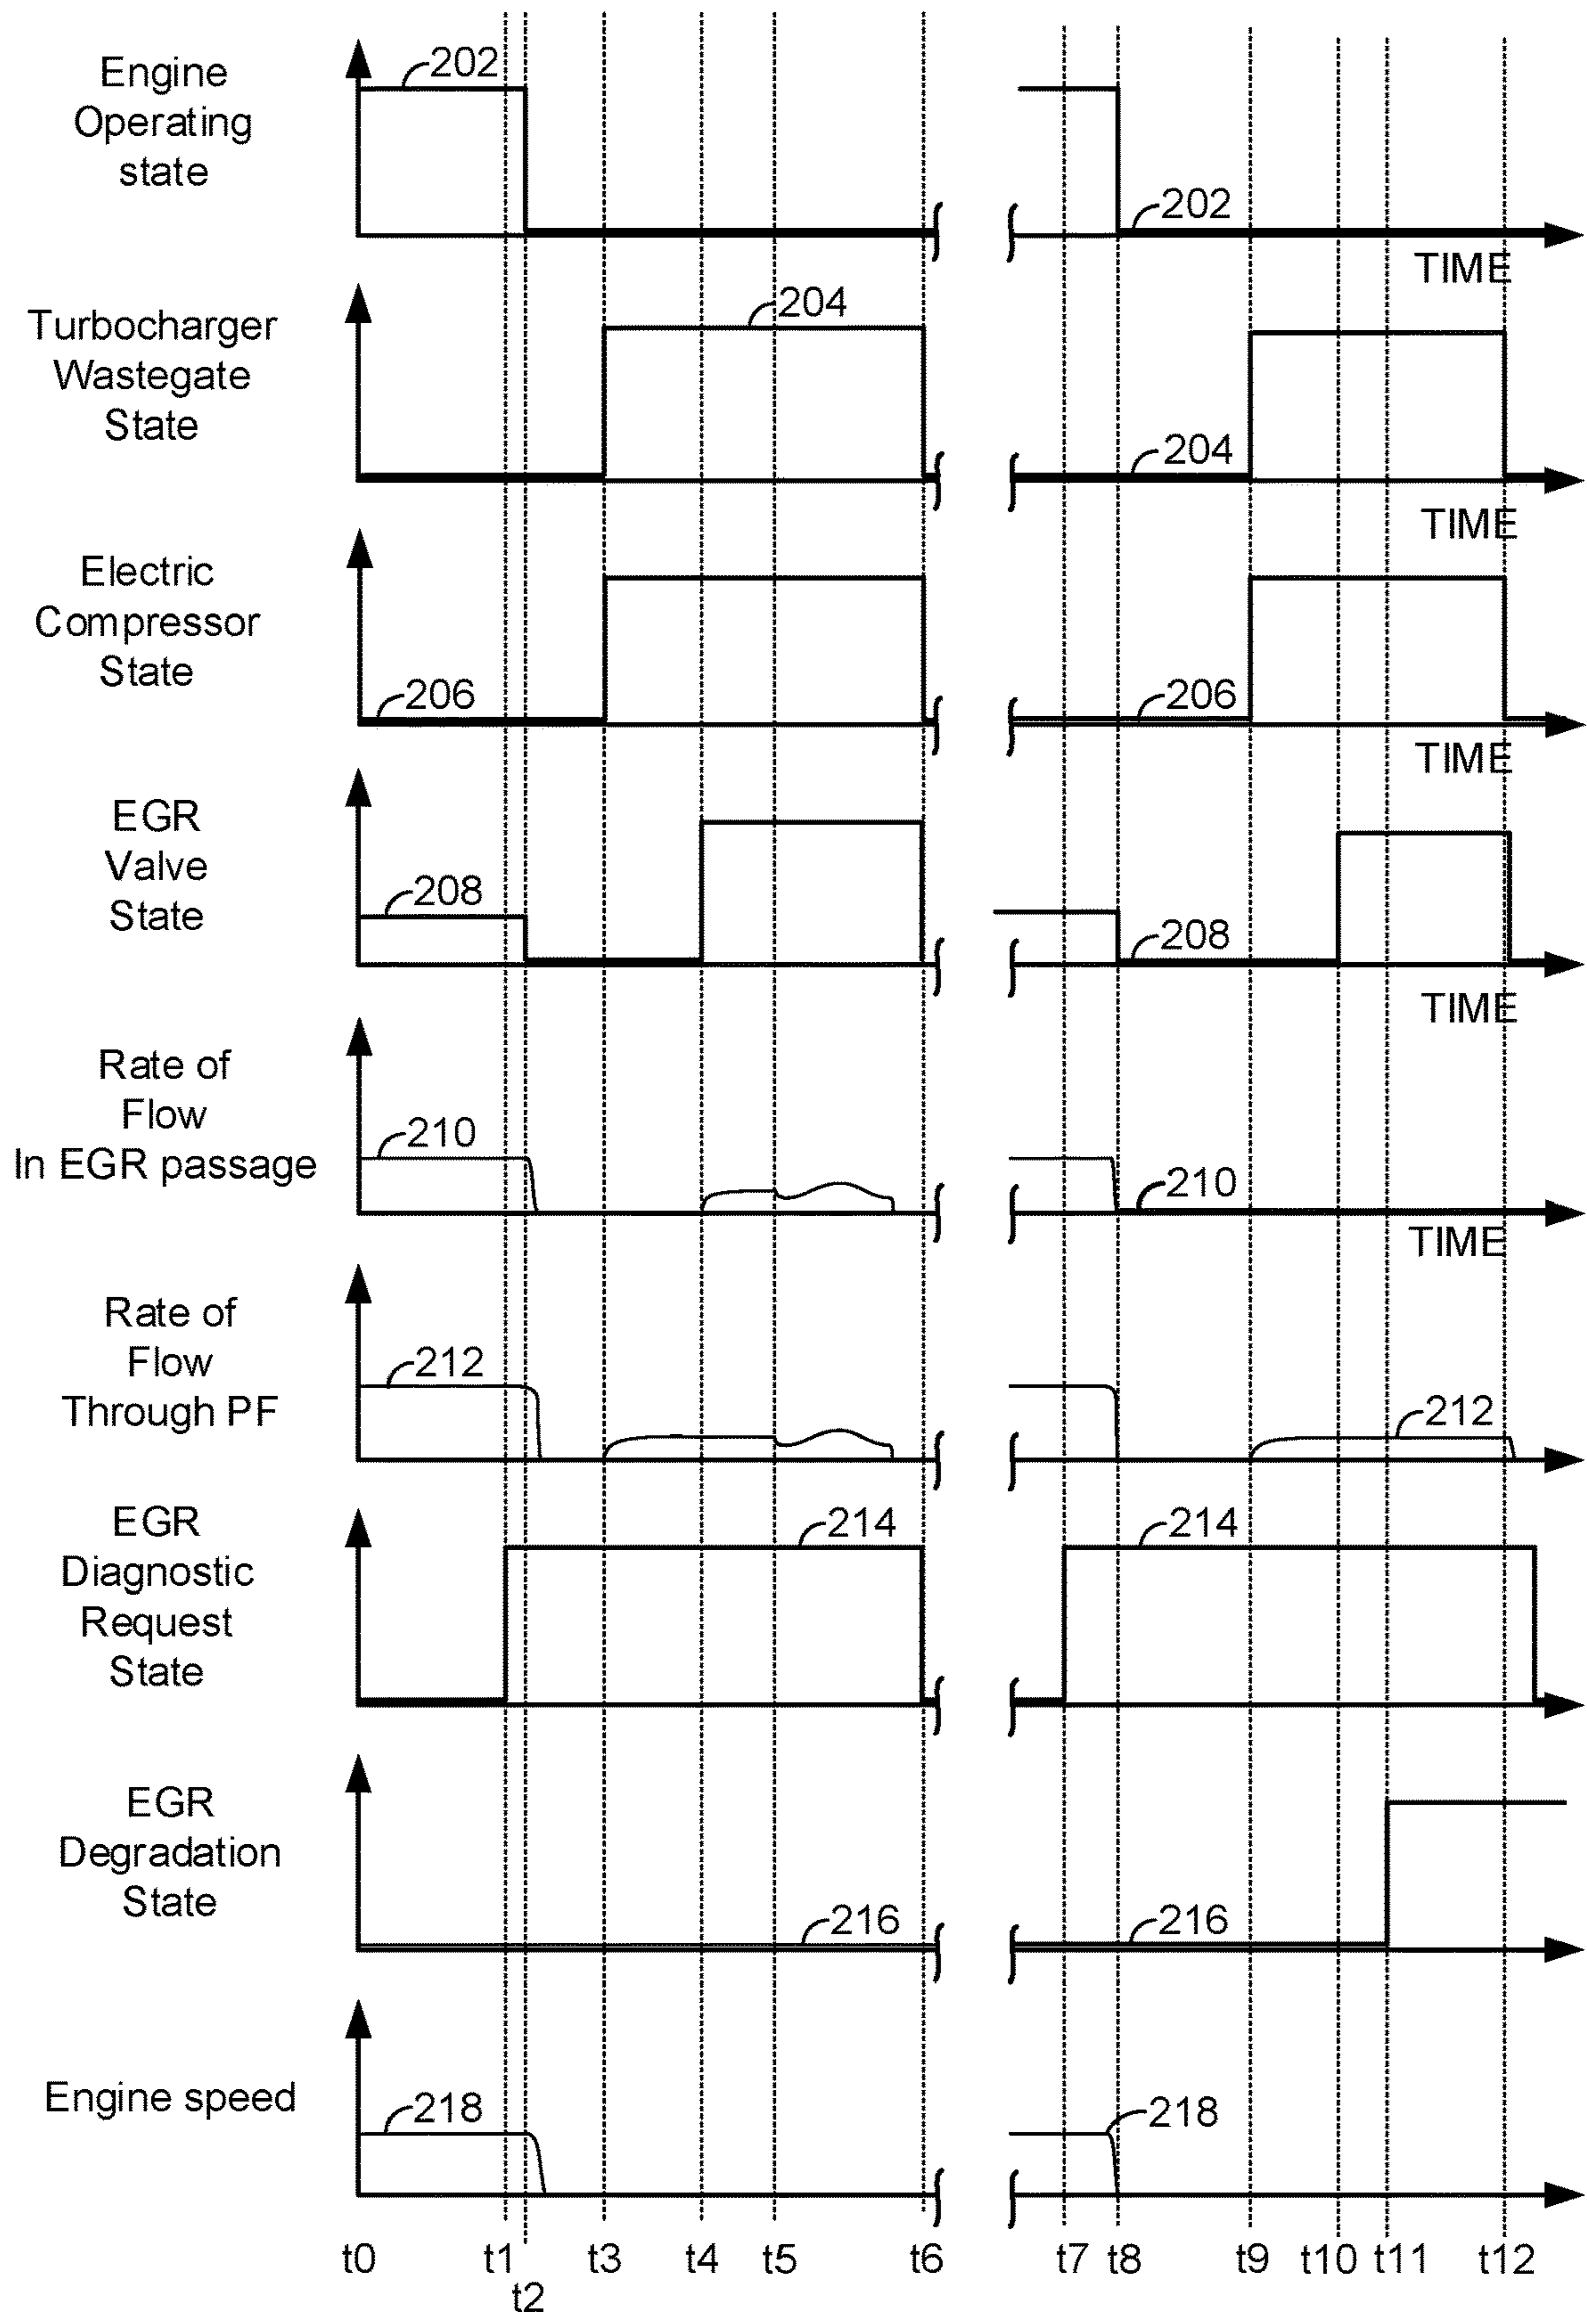 Engine
Operating
state
202
202
TIME
Turbocharger
Wastegate
State
204
204
TIME
Electric
Compressor
State
206
206
TIME
EGR
Valve
State
208
208
TIME
Rate of
Flow
In EGR passage
210
210
TIME
Rate of
Flow
Through PF
212
212
EGR
Diagnostic
Request
State
214
214
EGR
Degradation
State
216
216
Engine speed
218
218
t0 t1 t3 t4 t5 t6 t7 t8 t9 t10 t11 t12
t2